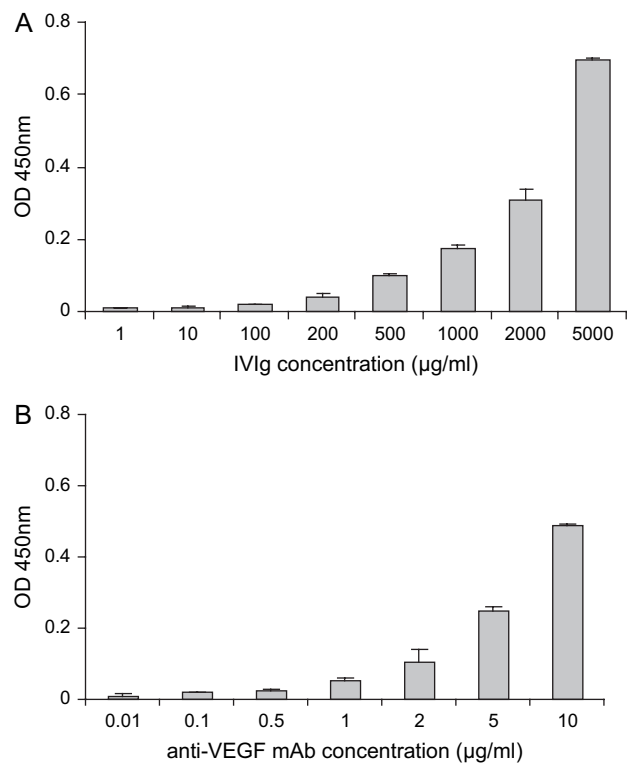 A
0.8
0.6
0.4
0.2
0
OD 450nm
1 10 100 200 500 1000 2000 5000
IVIg concentration (µg/ml)
B
0.8
0.6
0.4
0.2
0
OD 450nm
0.01 0.1 0.5 1 2 5 10
anti-VEGF mAb concentration (µg/ml)